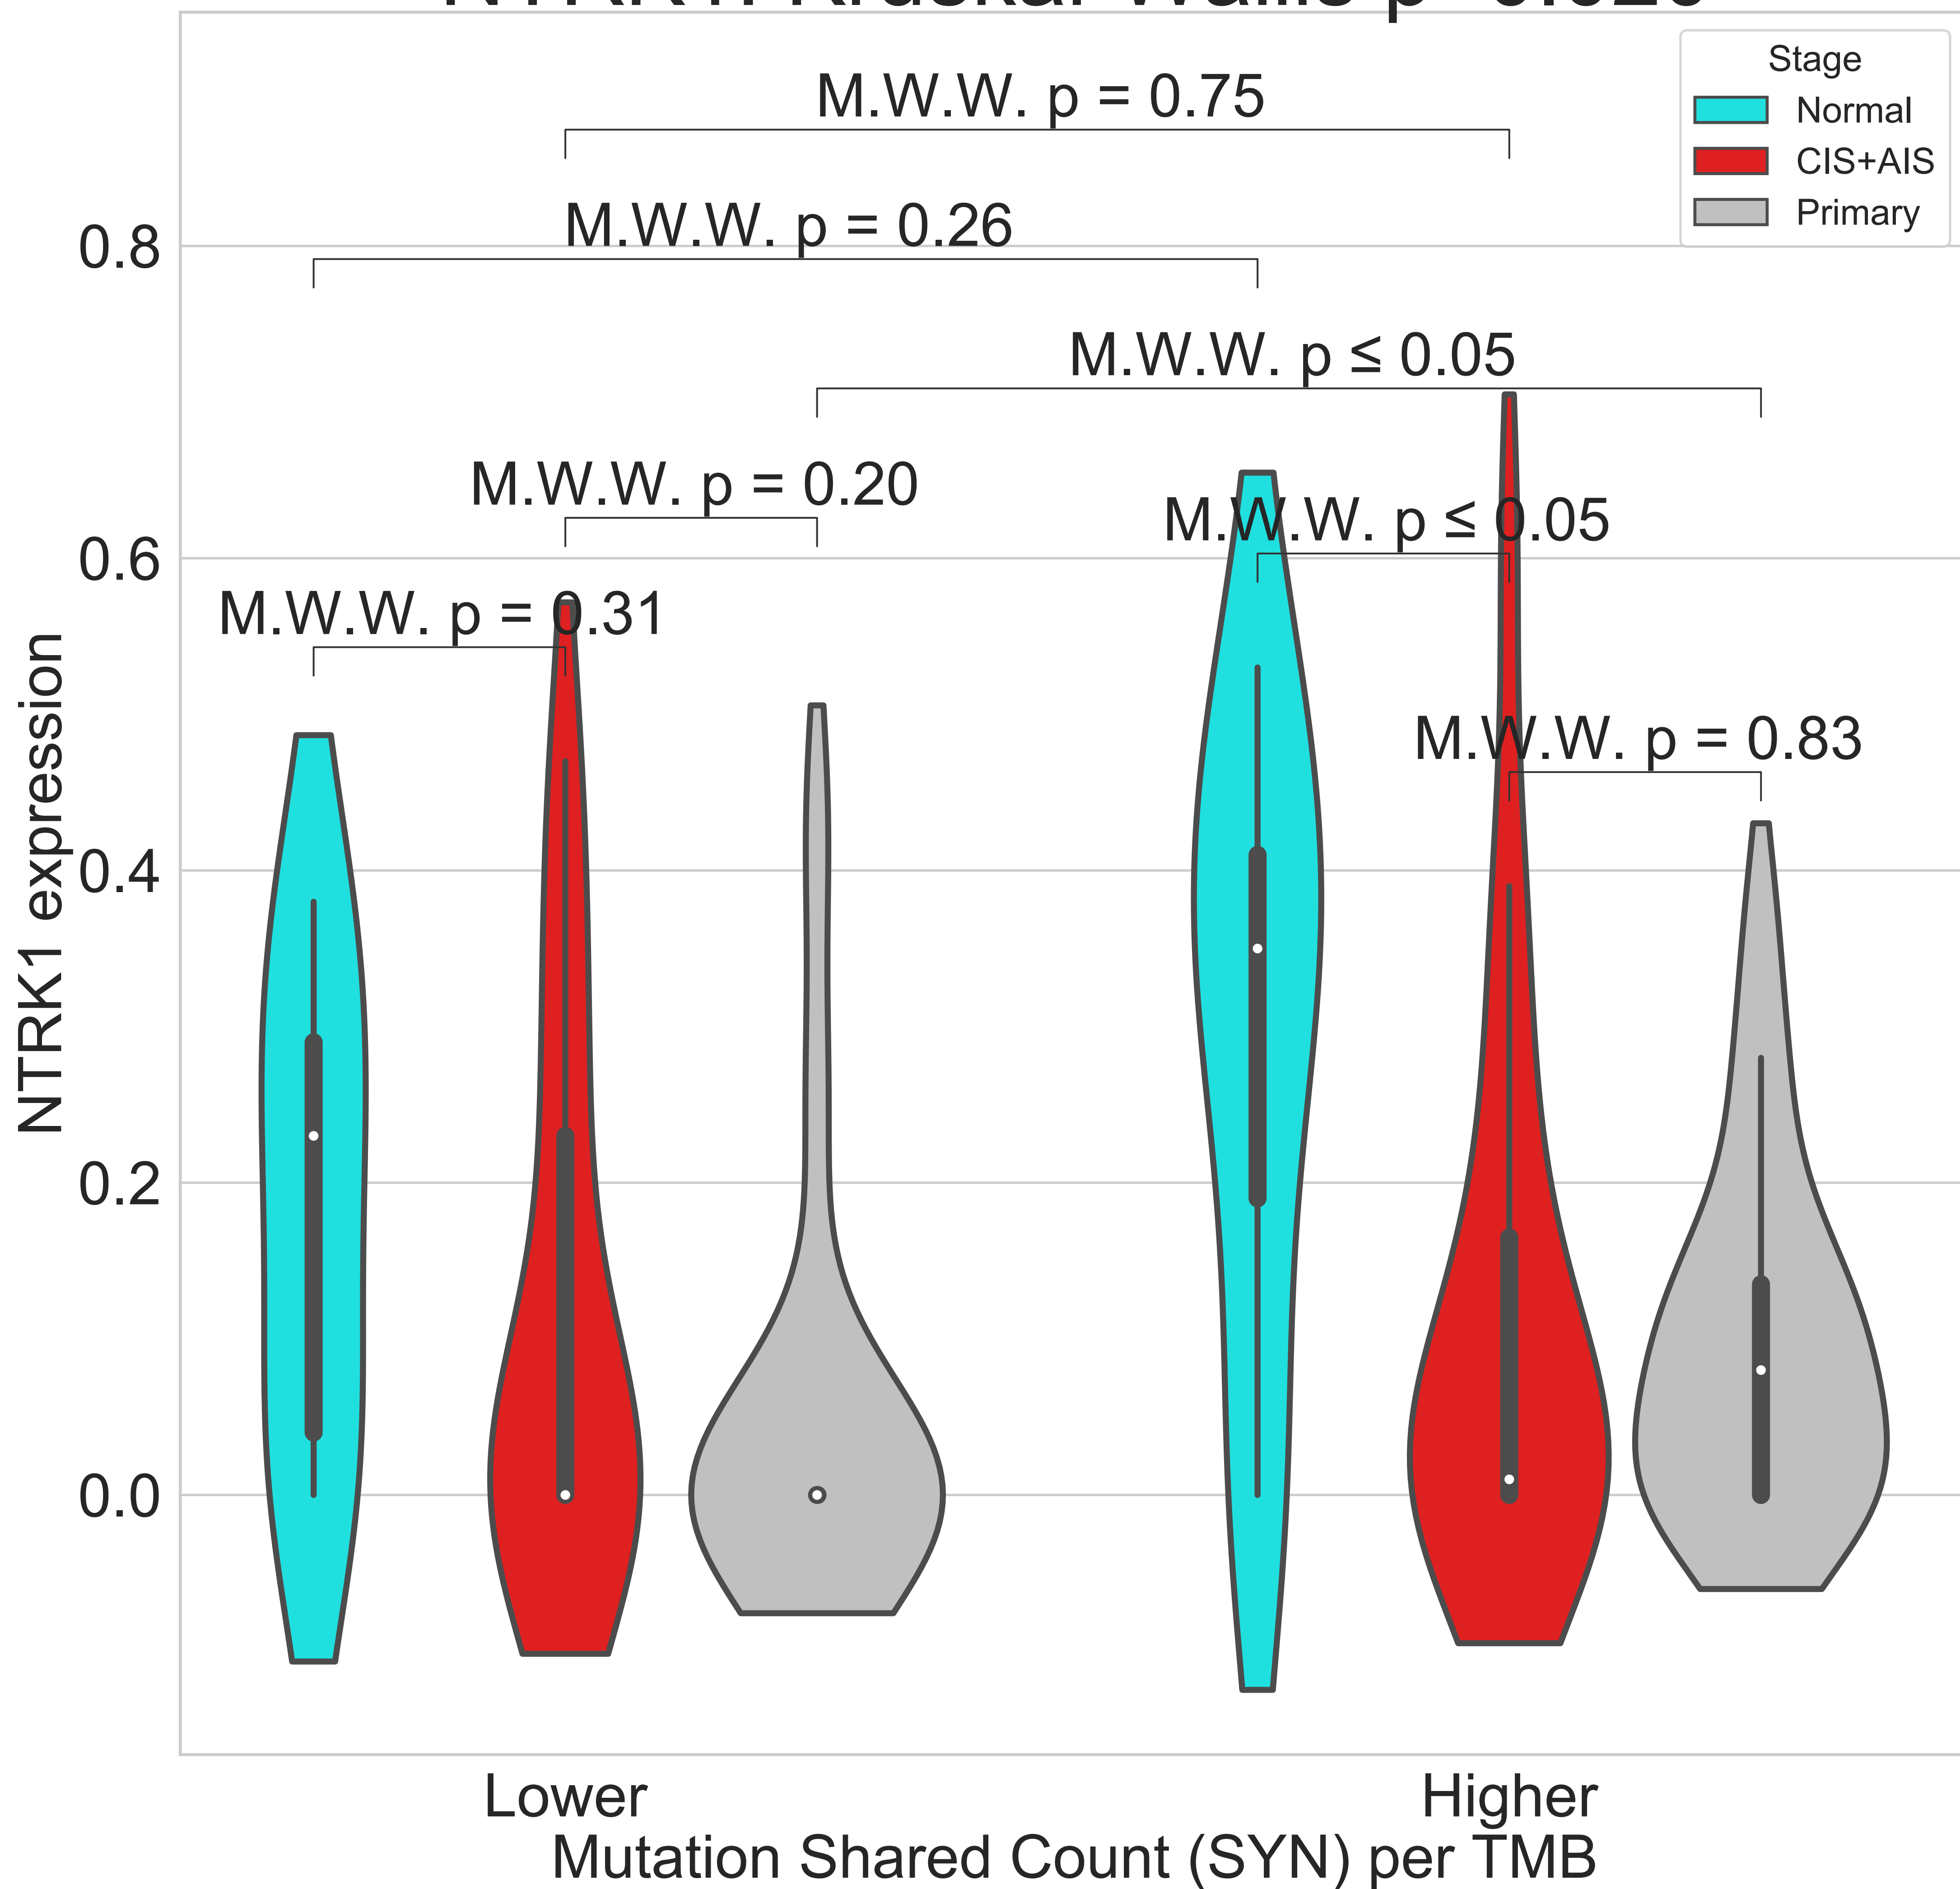 Stage
Normal
CIS+AIS
Primary
M.W.W. p = 0.75
M.W.W. p = 0.26
M.W.W. p ≤ 0.05
M.W.W. p = 0.20
M.W.W. p ≤ 0.05
M.W.W. p = 0.31
M.W.W. p = 0.83
0.8
0.6
0.4
0.2
0.0
NTRK1 expression
Lower
Higher
Mutation Shared Count (SYN) per TMB